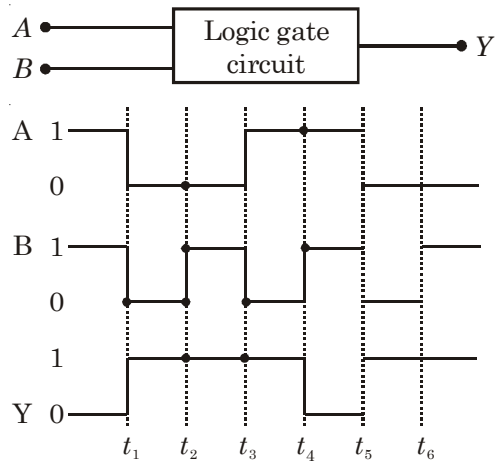 A
B
Logic gate
circuit
Y
A 1
0
B 1
0
1
Y 0
t1 t2 t3 t4 t5 t6